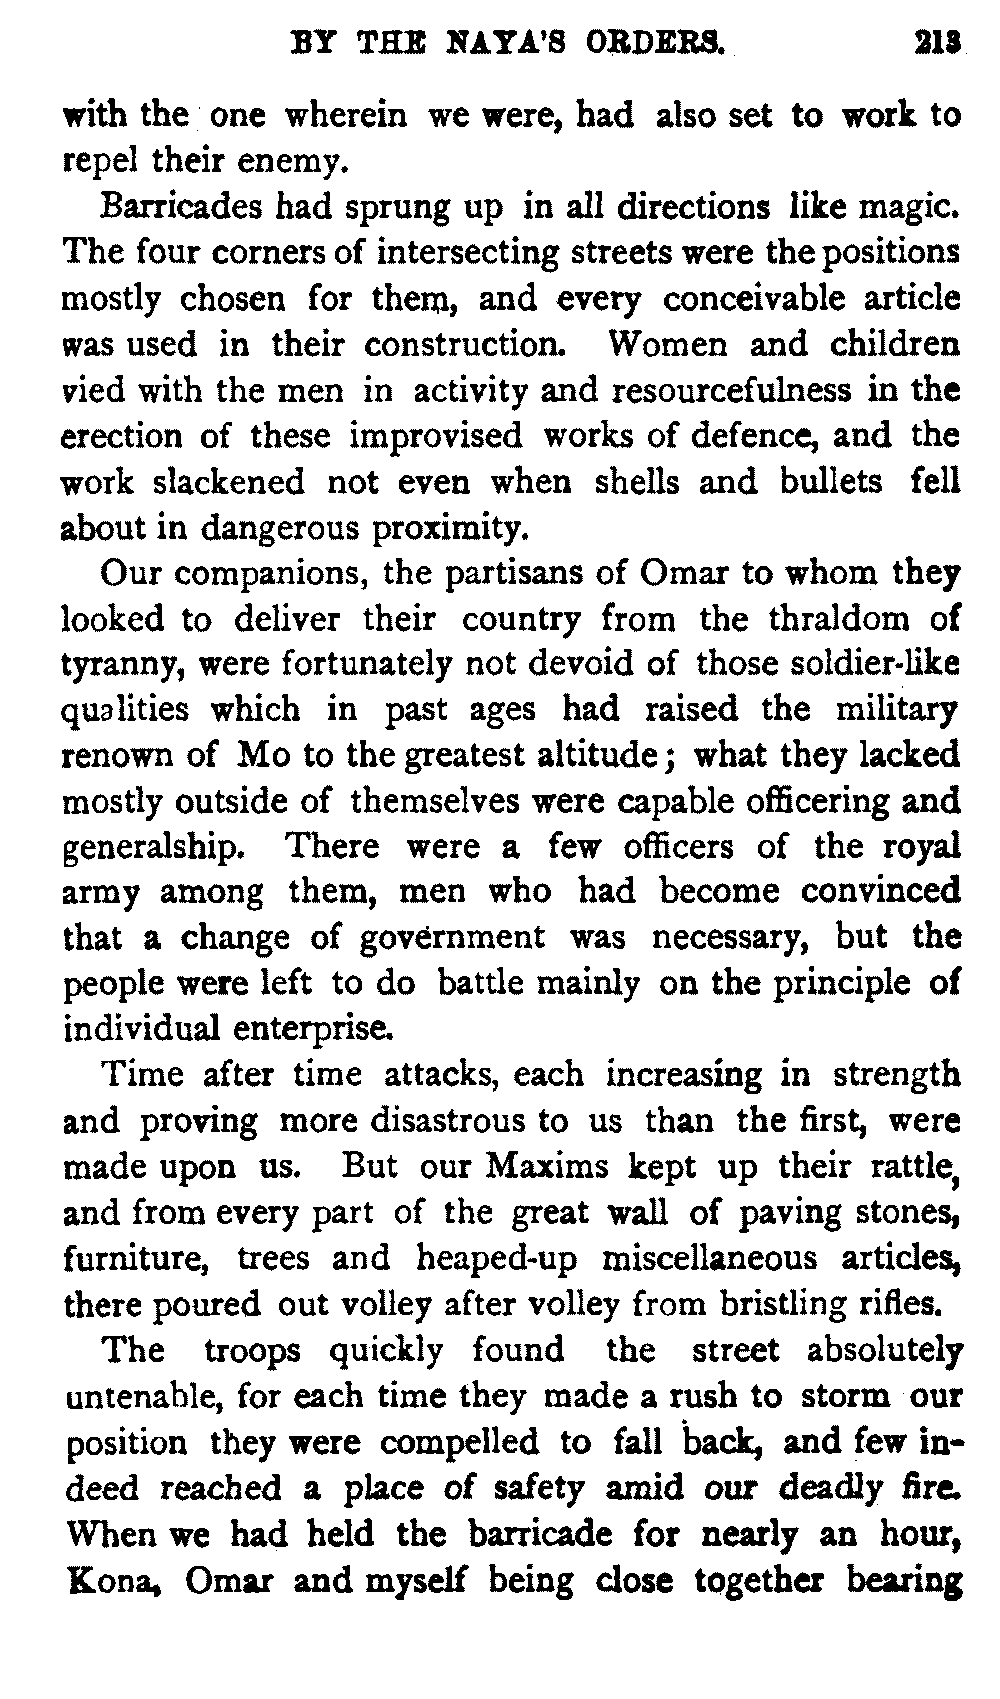 BY THE NAYA'S ORDERS. 213
with the one wherein we were, had also set to work to
repel their enemy.
Barricades had sprung up in all directions like magic.
The four corners of intersecting streets were the positions
mostly chosen for them, and every conceivable article
was used in their construction. Women and children
vied with the men in activity and resourcefulness in the
erection of these improvised works of defence, and the
work slackened not even when shells and bullets fell
about in dangerous proximity.
Our companions, the partisans of Omar to whom they
looked to deliver their country from the thraldom of
tyranny, were fortunately not devoid of those soldier-like
qualities which in past ages had raised the military
renown of Mo to the greatest altitude; what they lacked
mostly outside of themselves were capable officering and
generalship. There were a few officers of the royal
army among them, men who had become convinced
that a change of government was necessary, but the
people were left to do battle mainly on the principle of
individual enterprise.
Time after time attacks, each increasing in strength
and proving more disastrous to us than the first, were
made upon us. But our Maxims kept up their rattle,
and from every part of the great wall of paving stones,
furniture, trees and heaped-up miscellaneous articles,
there poured out volley after volley from bristling rifles.
The troops quickly found the street absolutely
untenable, for each time they made a rush to storm our
position they were compelled to fall back, and few in-
deed reached a place of safety amid our deadly fire.
When we had held the barricade for nearly an hour,
Kona, Omar and myself being close together bearing